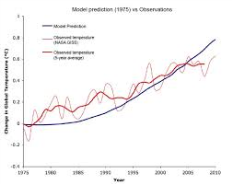 Model prediction (1975) vs Observations
Model Prediction
Observed temperature
(NASA GISS)
Observed temperature
(5-year average)
Change in Global Temperature (°C)
1
0.8
0.6
0.4
0.2
0
-0.2
-0.4
1975
1980
1985
1990
1995
2000
2005
2010
Year